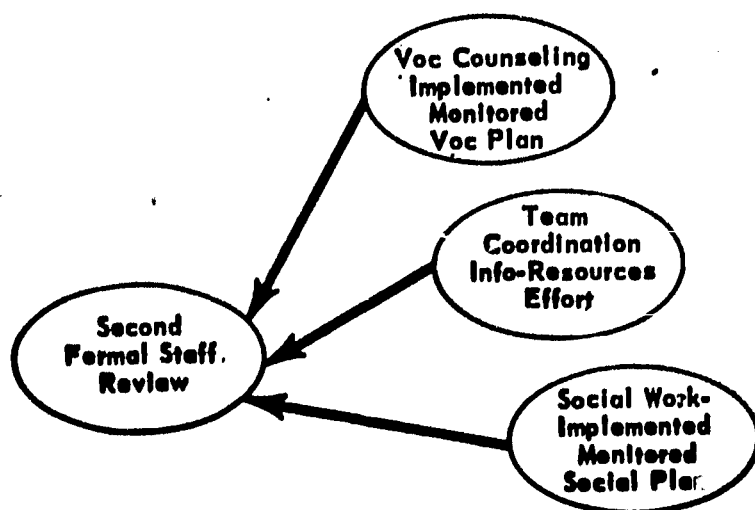 Voc Counseling
Implemented
Monitored
Voc Plan
Team
Coordination
Info-Resources
Effort
Second
Formal Staff
Review
Social Work-
Implemented
Monitored
Social Plan